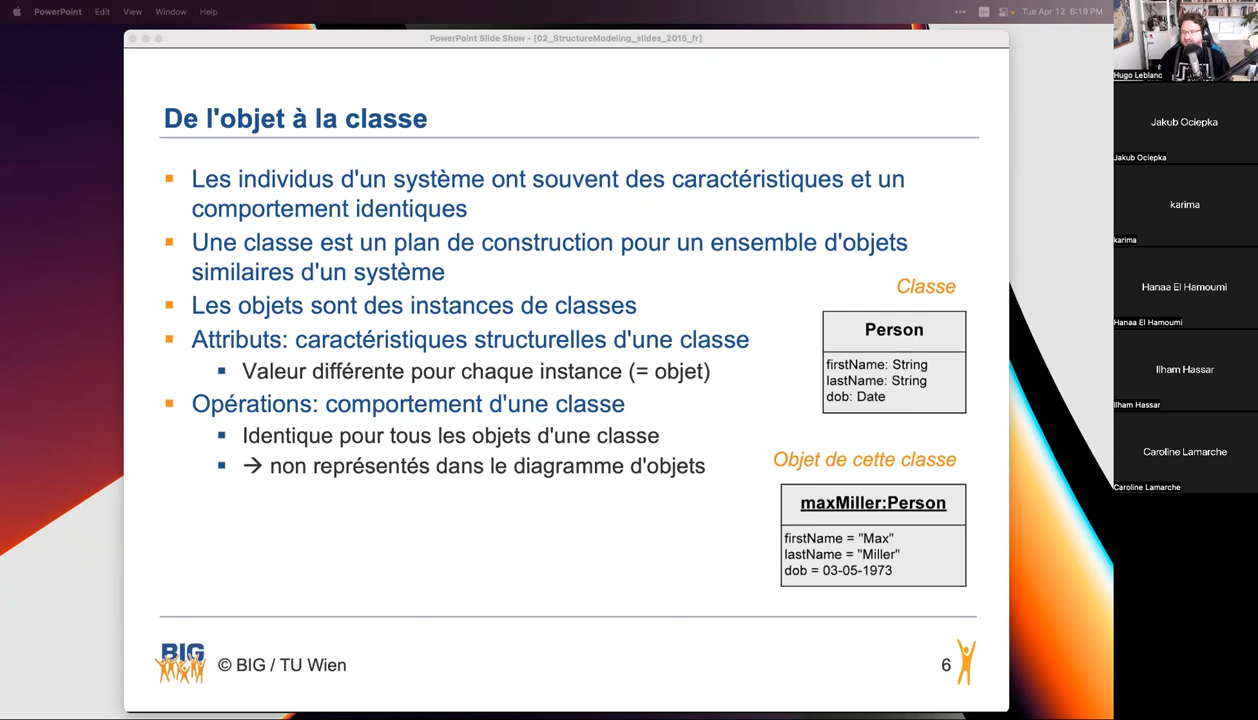 PowerPoint Edit View Window Help
Tue Apr 12 6:19 PM
PowerPoint Slide Show - [02_StructureModeling_slides_2015_fr]
De l'objet à la classe
Les individus d'un système ont souvent des caractéristiques et un
comportement identiques
Une classe est un plan de construction pour un ensemble d'objets
similaires d'un système
Les objets sont des instances de classes
Attributs: caractéristiques structurelles d'une classe
Valeur différente pour chaque instance (= objet)
Opérations: comportement d'une classe
Identique pour tous les objets d'une classe
→ non représentés dans le diagramme d'objets
Classe
Person
firstName: String
lastName: String
dob: Date
Objet de cette classe
maxMiller:Person
firstName = "Max"
lastName = "Miller"
dob = 03-05-1973
BIG
© BIG / TU Wien
6
Hugo Leblanc
Jakub Ociepka
Jakub Ociepka
karima
karima
Hanaa El Hamoumi
Hanaa El Hamoumi
Ilham Hassar
Ilham Hassar
Caroline Lamarche
Caroline Lamarche